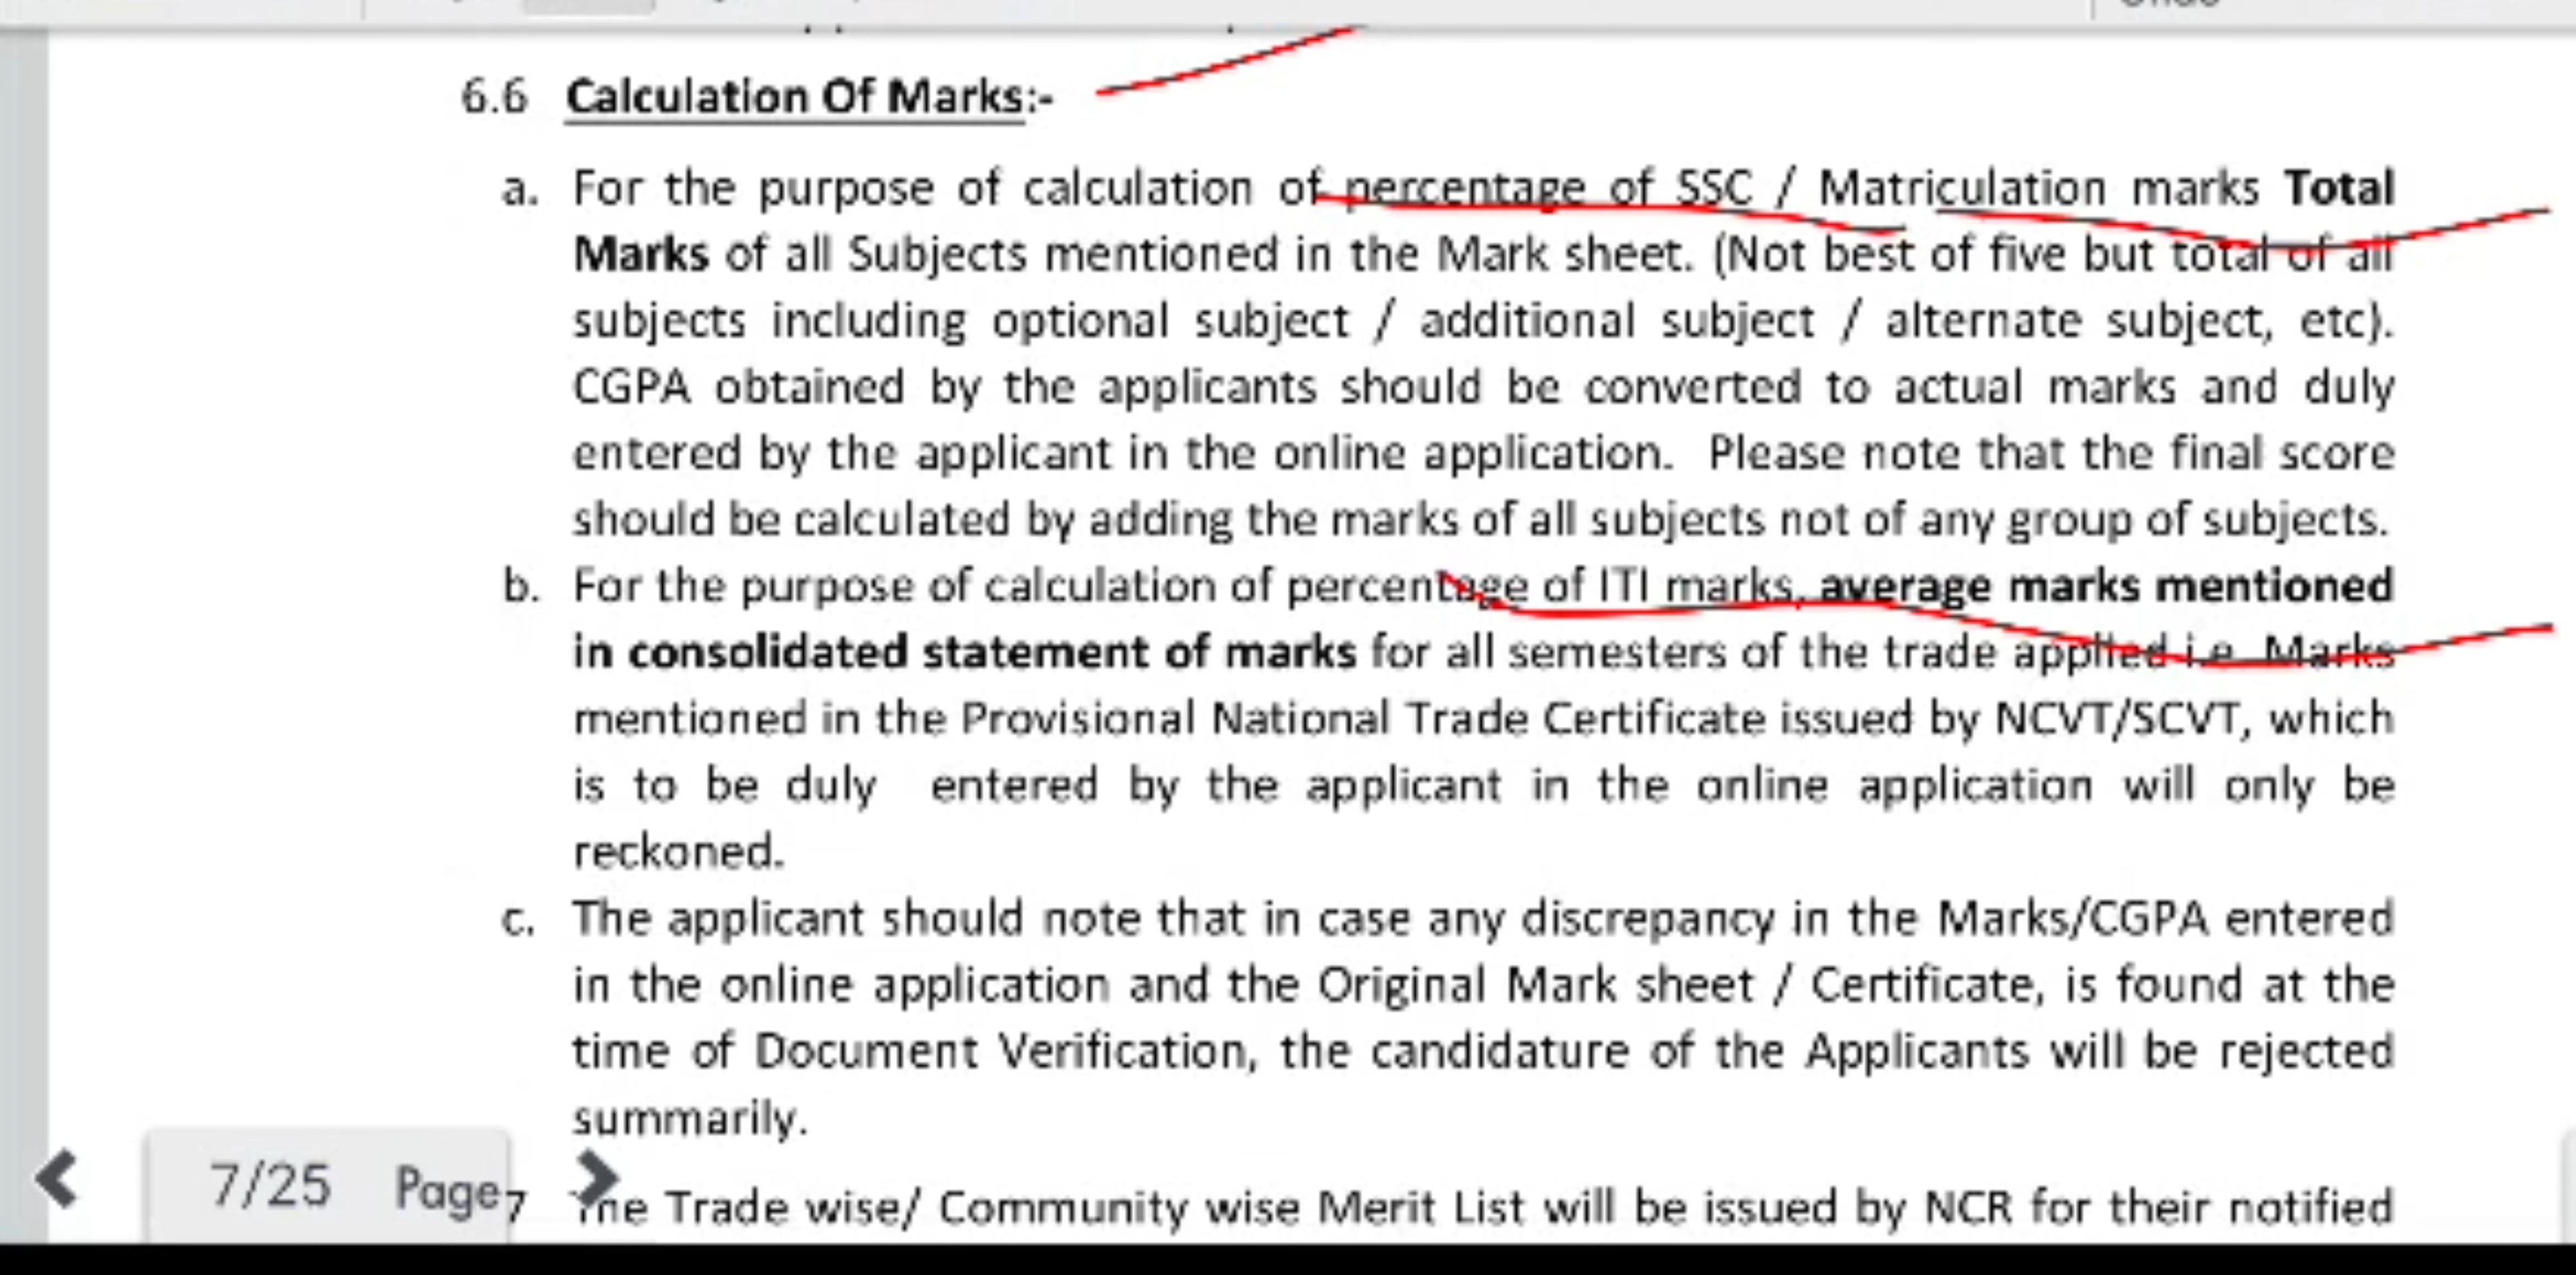 6.6 Calculation Of Marks:-
a. For the purpose of calculation of percentage of SSC / Matriculation marks Total
Marks of all Subjects mentioned in the Mark sheet. (Not best of five but total of all
subjects including optional subject / additional subject / alternate subject, etc).
CGPA obtained by the applicants should be converted to actual marks and duly
entered by the applicant in the online application. Please note that the final score
should be calculated by adding the marks of all subjects not of any group of subjects.
b. For the purpose of calculation of percentage of ITI marks, average marks mentioned
in consolidated statement of marks for all semesters of the trade applied i.e. Marks
mentioned in the Provisional National Trade Certificate issued by NCVT/SCVT, which
is to be duly entered by the applicant in the online application will only be
reckoned.
c. The applicant should note that in case any discrepancy in the Marks/CGPA entered
in the online application and the Original Mark sheet / Certificate, is found at the
time of Document Verification, the candidature of the Applicants will be rejected
summarily.
7/25 Page
7 The Trade wise/ Community wise Merit List will be issued by NCR for their notified